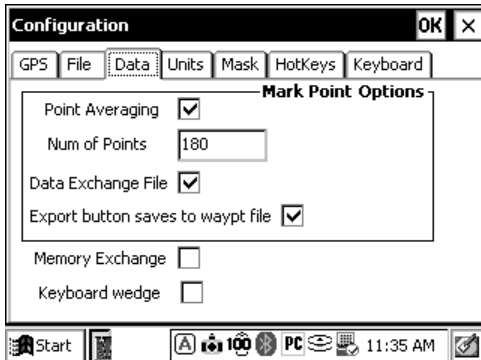 Configuration OK ×
GPS File Data Units Mask HotKeys Keyboard
Mark Point Options
Point Averaging
Num of Points 180
Data Exchange File
Export button saves to waypt file
Memory Exchange
Keyboard wedge
Start A 100 PC 11:35 AM